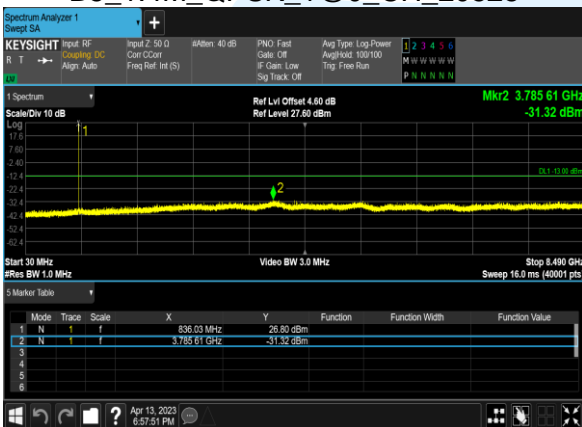 Spectrum Analyzer 1
Swept SA
+
KEYSIGHT
R T
LV
Input: RF
Coupling: DC
Align: Auto
Input Z: 50 Ω
Corr CCorr
Freq Ref: Int (S)
#Atten: 40 dB
PNO: Fast
Gate: Off
IF Gain: Low
Sig Track: Off
Avg Type: Log-Power
Avg|Hold: 100/100
Trig: Free Run
1 2 3 4 5 6
M W W W W W
P N N N N N
1 Spectrum
Scale/Div 10 dB
Ref Lvl Offset 4.60 dB
Ref Level 27.60 dBm
Mkr2 3.785 61 GHz
-31.32 dBm
Log
17.6
7.60
-2.40
-12.4
-22.4
-32.4
-42.4
-52.4
-62.4
1
2
DL1 -13.00 dBm
Start 30 MHz
#Res BW 1.0 MHz
Video BW 3.0 MHz
Stop 8.490 GHz
Sweep 16.0 ms (40001 pts)
5 Marker Table
Mode Trace Scale X Y Function Function Width Function Value
1 N 1 f 836.03 MHz 26.80 dBm
2 N 1 f 3.785 61 GHz -31.32 dBm
3
4
5
6
?
Apr 13, 2023
6:57:51 PM